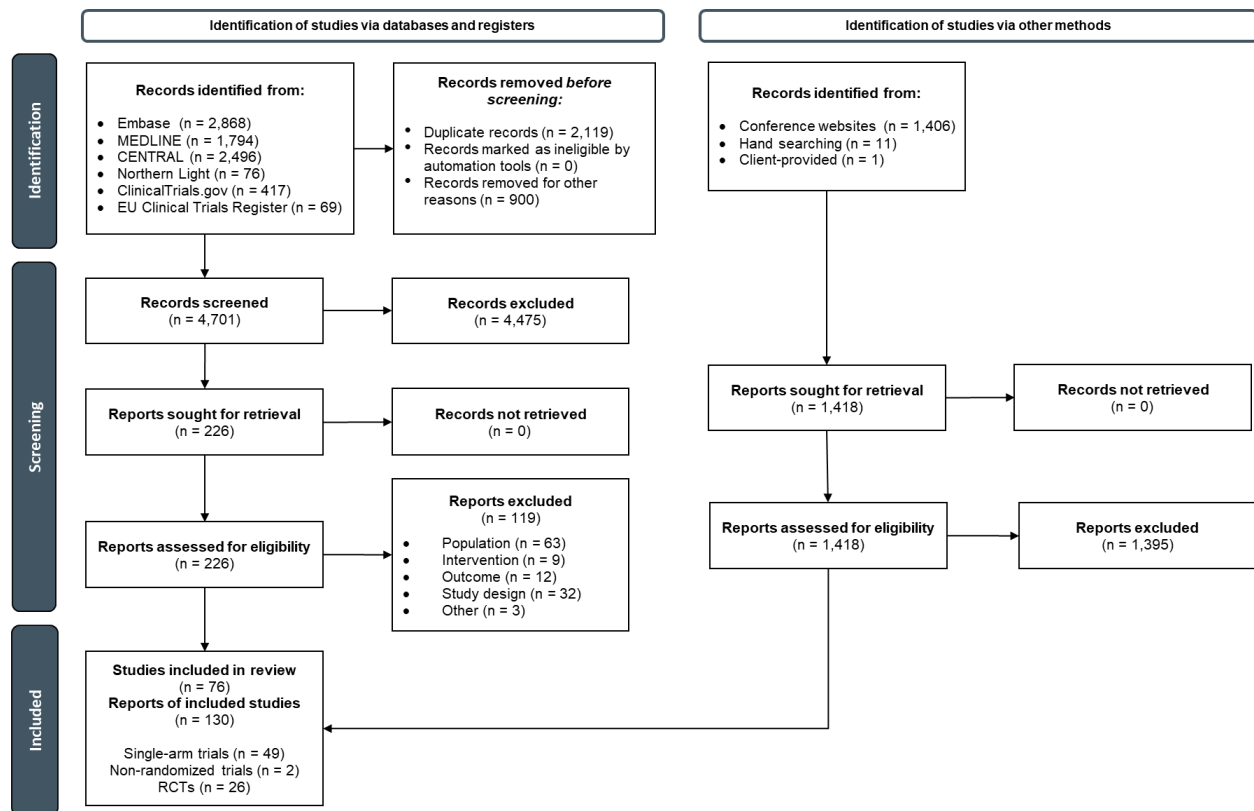 Identification of studies via databases and registers
Identification of studies via other methods
Identification
Records identified from:
• Embase (n = 2,868)
• MEDLINE (n = 1,794)
• CENTRAL (n = 2,496)
• Northern Light (n = 76)
• ClinicalTrials.gov (n = 417)
• EU Clinical Trials Register (n = 69)
Records removed before
screening:
• Duplicate records (n = 2,119)
• Records marked as ineligible by
automation tools (n = 0)
• Records removed for other
reasons (n = 900)
Records identified from:
• Conference websites (n = 1,406)
• Hand searching (n = 11)
• Client-provided (n = 1)
Screening
Records screened
(n = 4,701)
Records excluded
(n = 4,475)
Reports sought for retrieval
(n = 226)
Records not retrieved
(n = 0)
Reports sought for retrieval
(n = 1,418)
Records not retrieved
(n = 0)
Reports assessed for eligibility
(n = 226)
Reports excluded
(n = 119)
• Population (n = 63)
• Intervention (n = 9)
• Outcome (n = 12)
• Study design (n = 32)
• Other (n = 3)
Reports assessed for eligibility
(n = 1,418)
Reports excluded
(n = 1,395)
Included
Studies included in review
(n = 76)
Reports of included studies
(n = 130)
Single-arm trials (n = 49)
Non-randomized trials (n = 2)
RCTs (n = 26)